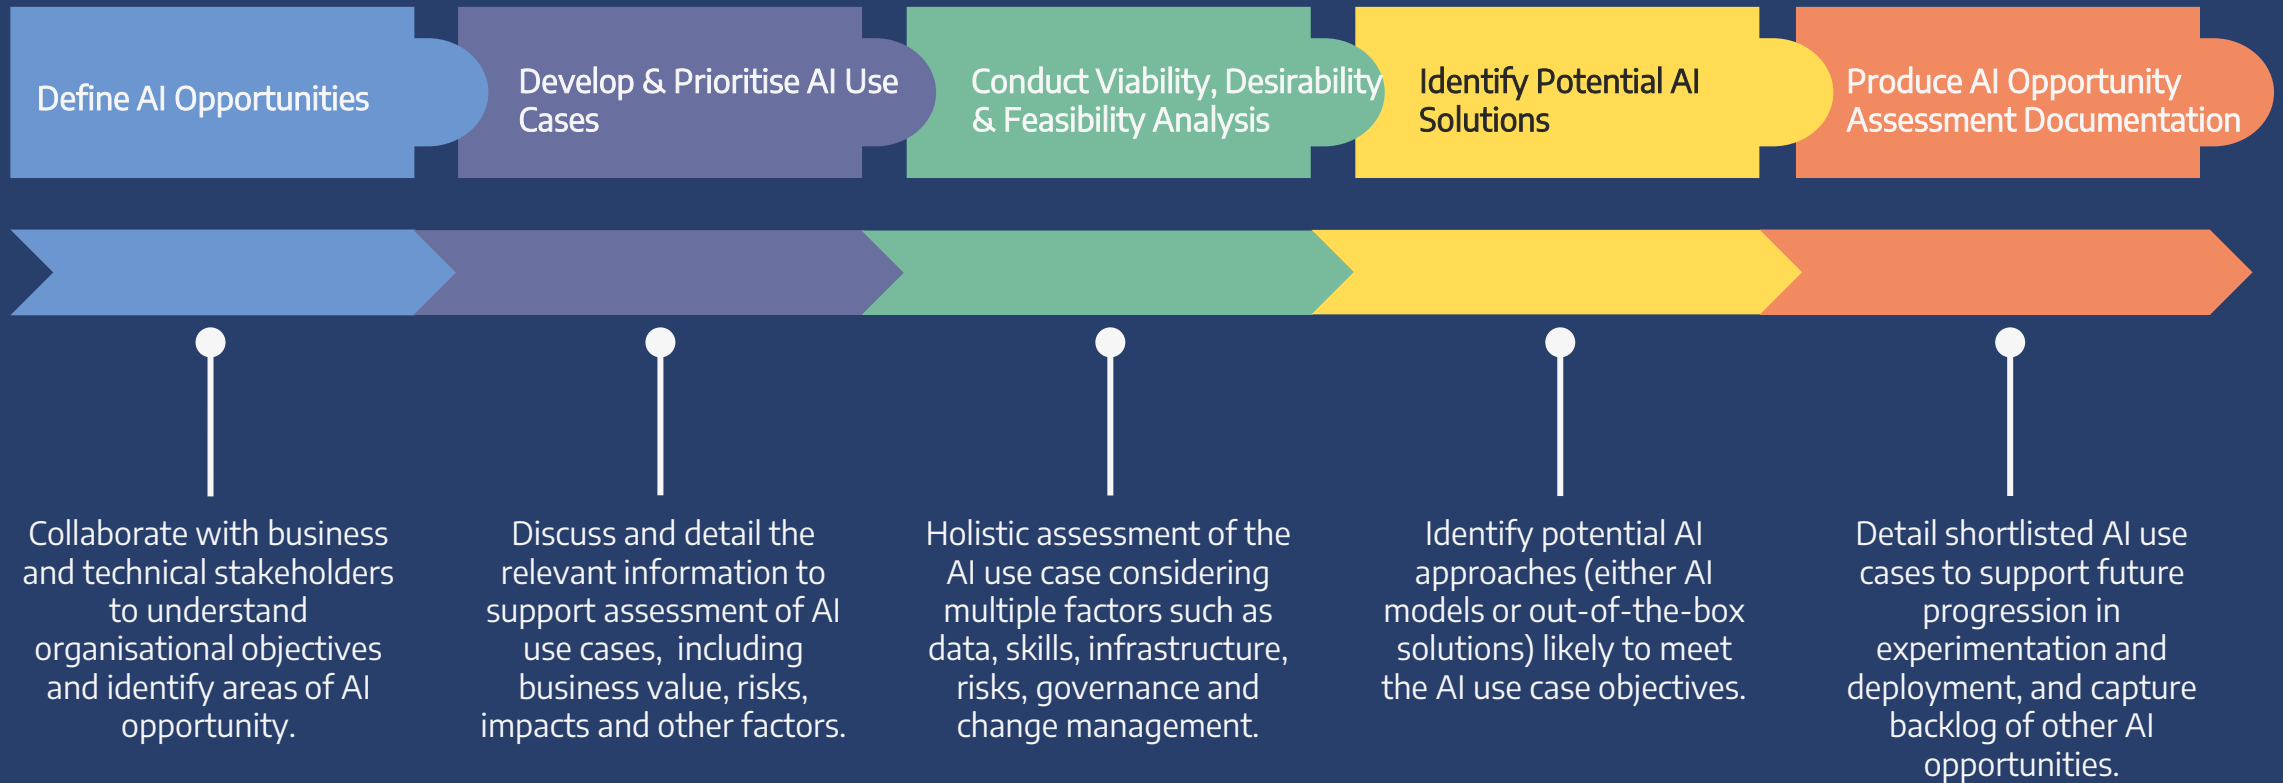 Define AI Opportunities
Develop & Prioritise AI Use
Cases
Conduct Viability, Desirability
& Feasibility Analysis
Identify Potential AI
Solutions
Produce AI Opportunity
Assessment Documentation
Collaborate with business
and technical stakeholders
to understand
organisational objectives
and identify areas of AI
opportunity.
Discuss and detail the
relevant information to
support assessment of AI
use cases,  including
business value, risks,
impacts and other factors.
Holistic assessment of the
AI use case considering
multiple factors such as
data, skills, infrastructure,
risks, governance and
change management.
Identify potential AI
approaches (either AI
models or out-of-the-box
solutions) likely to meet
the AI use case objectives.
Detail shortlisted AI use
cases to support future
progression in
experimentation and
deployment, and capture
backlog of other AI
opportunities.